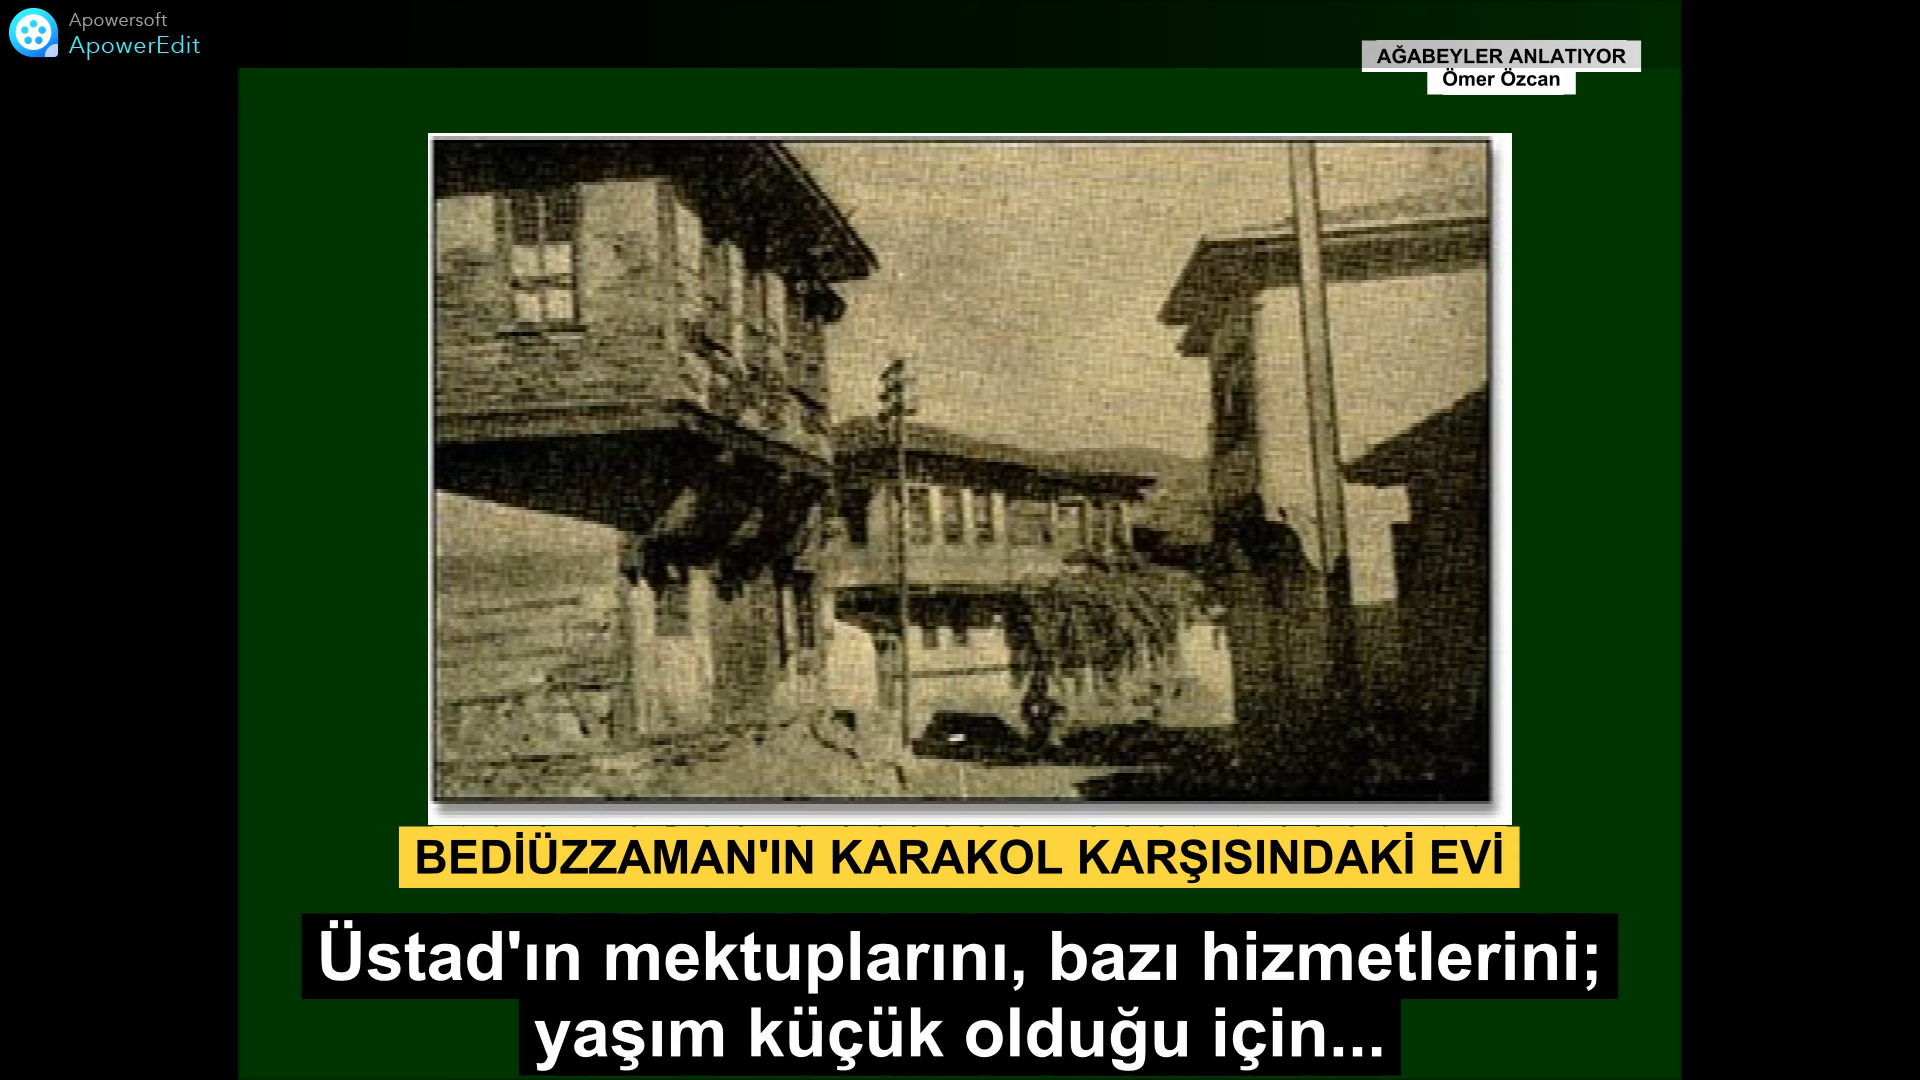 Apowersoft
ApowerEdit
AĞABEYLER ANLATIYOR
Ömer Özcan
BEDİÜZZAMAN'IN KARAKOL KARŞISINDAKİ EVİ
Üstad'ın mektuplarını, bazı hizmetlerini;
yaşım küçük olduğu için...